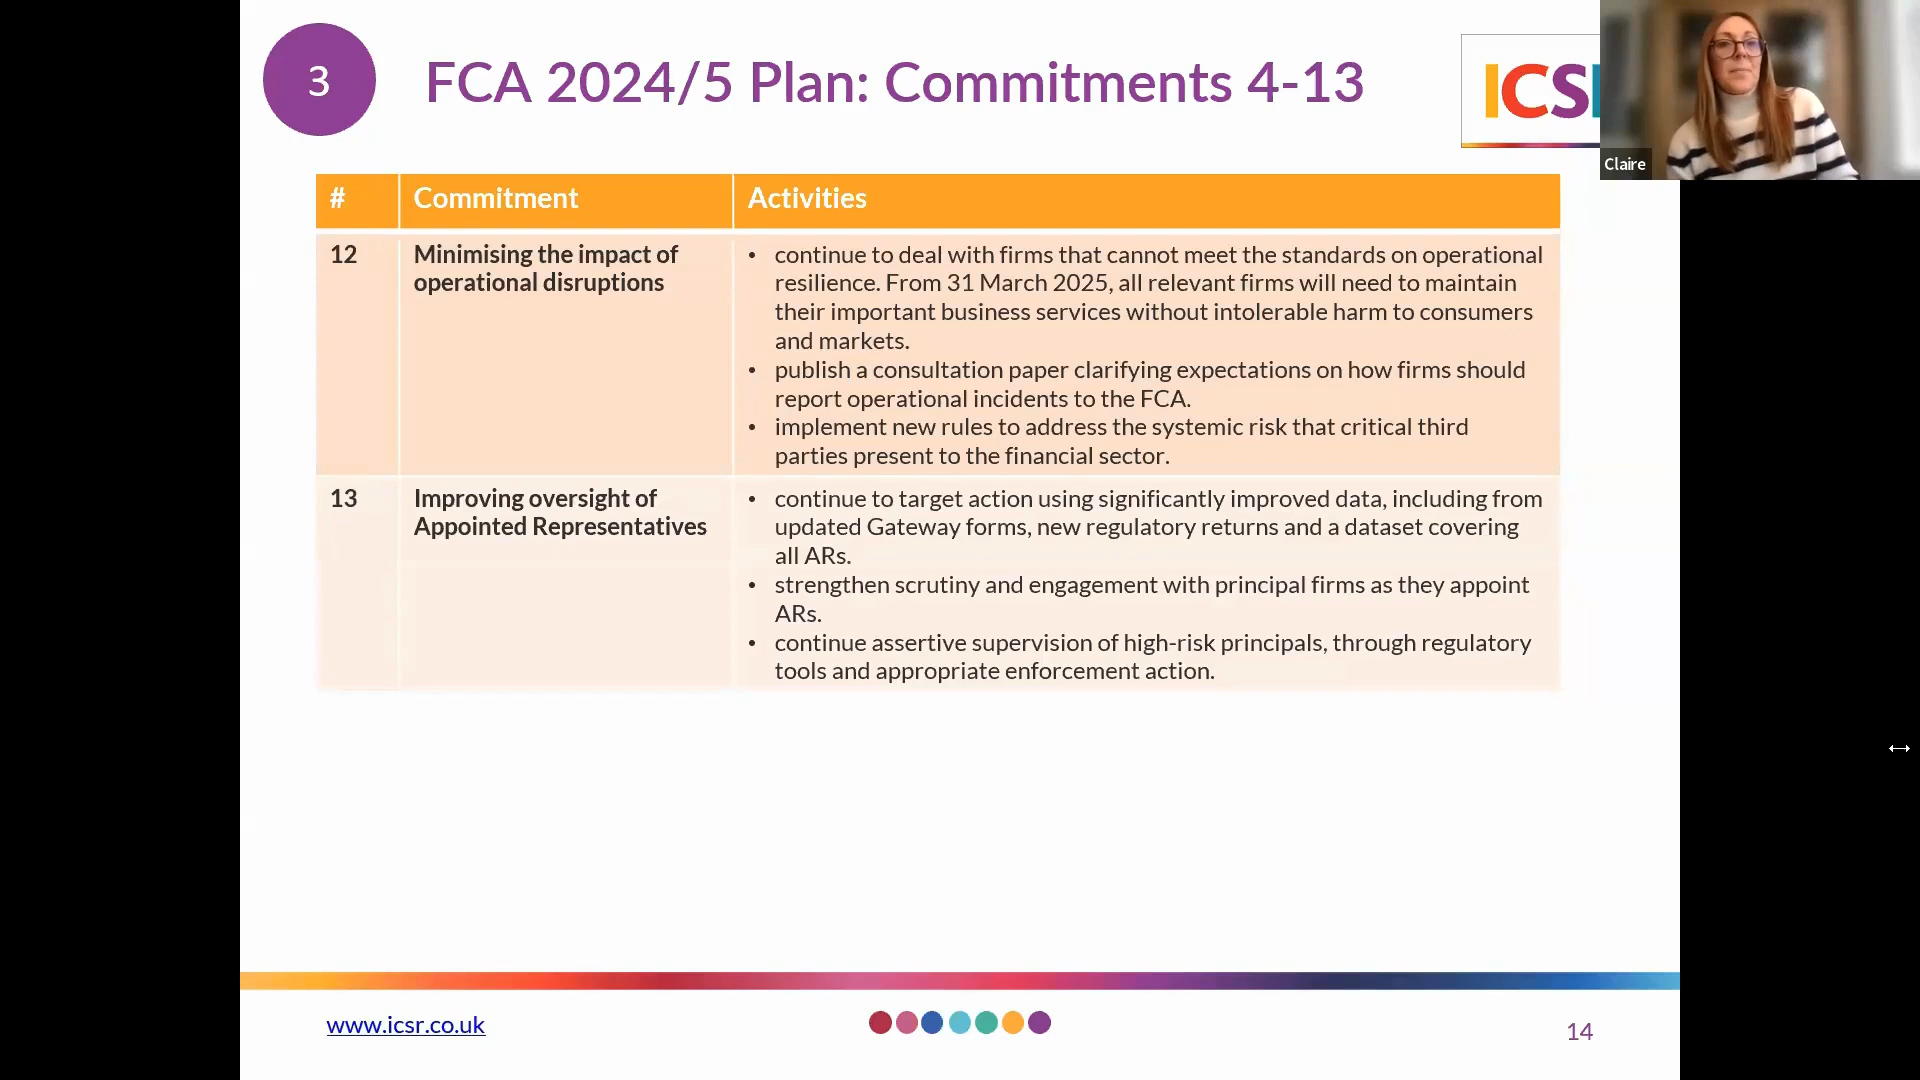 3
FCA 2024/5 Plan: Commitments 4-13
ICS
Claire
# Commitment Activities
12 Minimising the impact of
operational disruptions
• continue to deal with firms that cannot meet the standards on operational
resilience. From 31 March 2025, all relevant firms will need to maintain
their important business services without intolerable harm to consumers
and markets.
• publish a consultation paper clarifying expectations on how firms should
report operational incidents to the FCA.
• implement new rules to address the systemic risk that critical third
parties present to the financial sector.
13 Improving oversight of
Appointed Representatives
• continue to target action using significantly improved data, including from
updated Gateway forms, new regulatory returns and a dataset covering
all ARs.
• strengthen scrutiny and engagement with principal firms as they appoint
ARs.
• continue assertive supervision of high-risk principals, through regulatory
tools and appropriate enforcement action.
www.icsr.co.uk
14